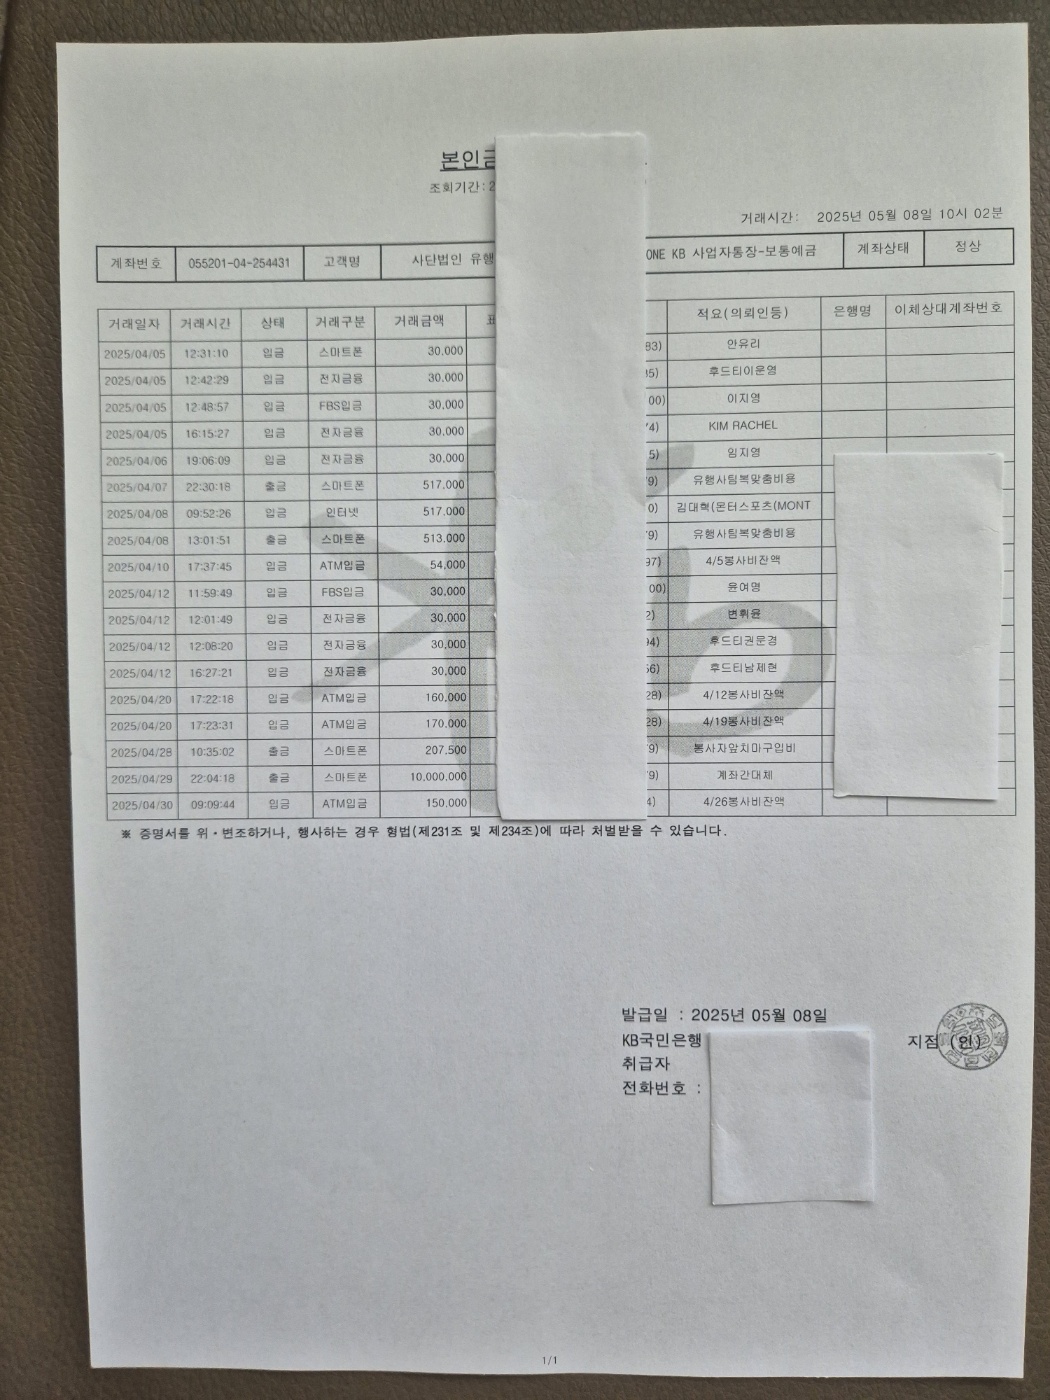 본인금
조회기간:2
거래시간: 2025년 05월 08일 10시 02분
계좌번호 055201-04-254431 고객명 사단법인 유행 ONE KB 사업자통장-보통예금 계좌상태 정상
거래일자 거래시간 상태 거래구분 거래금액 적요(의뢰인등) 은행명 이체상대계좌번호
2025/04/05 12:31:10 입금 스마트폰 30,000 83) 안유리
2025/04/05 12:42:29 입금 전자금융 30,000 35) 후드티이운영
2025/04/05 12:48:57 입금 FBS입금 30,000 00) 이지영
2025/04/05 16:15:27 입금 전자금융 30,000 74) KIM RACHEL
2025/04/06 19:06:09 입금 전자금융 30,000 5) 임지영
2025/04/07 22:30:18 출금 스마트폰 517,000 79) 유행사팀복맞춤비용
2025/04/08 09:52:26 입금 인터넷 517,000 0) 김대혁(몬터스포츠(MONT
2025/04/08 13:01:51 출금 스마트폰 513,000 79) 유행사팀복맞춤비용
2025/04/10 17:37:45 입금 ATM입금 54,000 97) 4/5봉사비잔액
2025/04/12 11:59:49 입금 FBS입금 30,000 00) 윤여명
2025/04/12 12:01:49 입금 전자금융 30,000 2) 변휘윤
2025/04/12 12:08:20 입금 전자금융 30,000 94) 후드티권문경
2025/04/12 16:27:21 입금 전자금융 30,000 56) 후드티남제현
2025/04/20 17:22:18 입금 ATM입금 160,000 28) 4/12봉사비잔액
2025/04/20 17:23:31 입금 ATM입금 170,000 28) 4/19봉사비잔액
2025/04/28 10:35:02 출금 스마트폰 207,500 79) 봉사자앞치마구입비
2025/04/29 22:04:18 출금 스마트폰 10,000,000 79) 계좌간대체
2025/04/30 09:09:44 입금 ATM입금 150,000 4) 4/26봉사비잔액
※ 증명서를 위·변조하거나, 행사하는 경우 형법(제231조 및 제234조)에 따라 처벌받을 수 있습니다.
발급일 : 2025년 05월 08일
KB국민은행 지점 (인)
취급자
전화번호 :
1/1